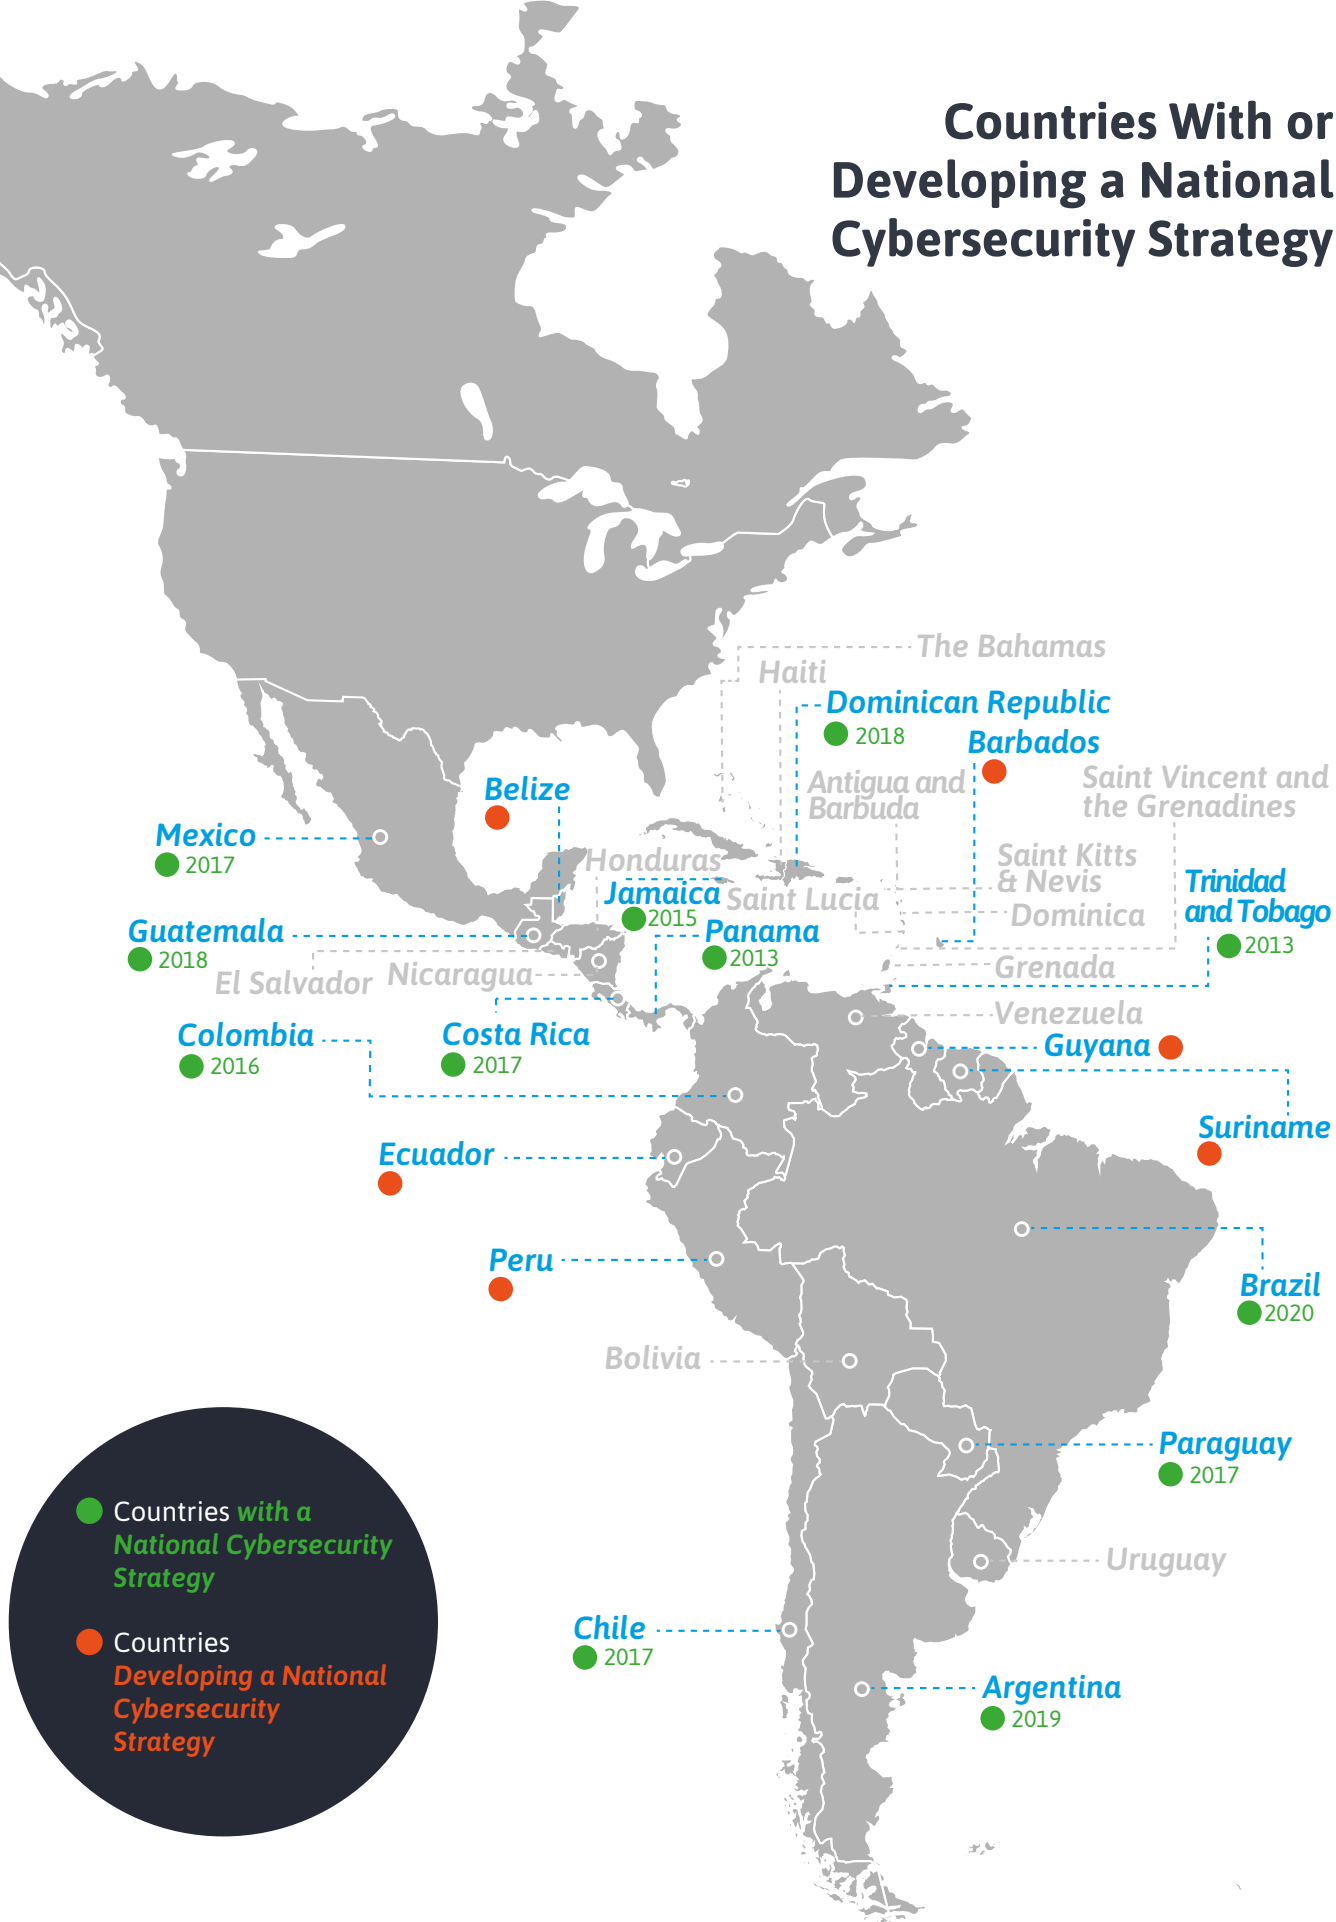 Countries With or
Developing a National
Cybersecurity Strategy
The Bahamas
Haiti
Dominican Republic
2018
Barbados
Antigua and
Barbuda
Saint Vincent and
the Grenadines
Belize
Mexico
2017
Honduras
Jamaica
2015
Saint Lucia
Saint Kitts
& Nevis
Dominica
Trinidad
and Tobago
2013
Guatemala
2018
Panama
2013
El Salvador
Nicaragua
Grenada
Venezuela
Colombia
2016
Costa Rica
2017
Guyana
Suriname
Ecuador
Peru
Brazil
2020
Bolivia
Paraguay
2017
Uruguay
Chile
2017
Argentina
2019
Countries with a
National Cybersecurity
Strategy
Countries
Developing a National
Cybersecurity
Strategy